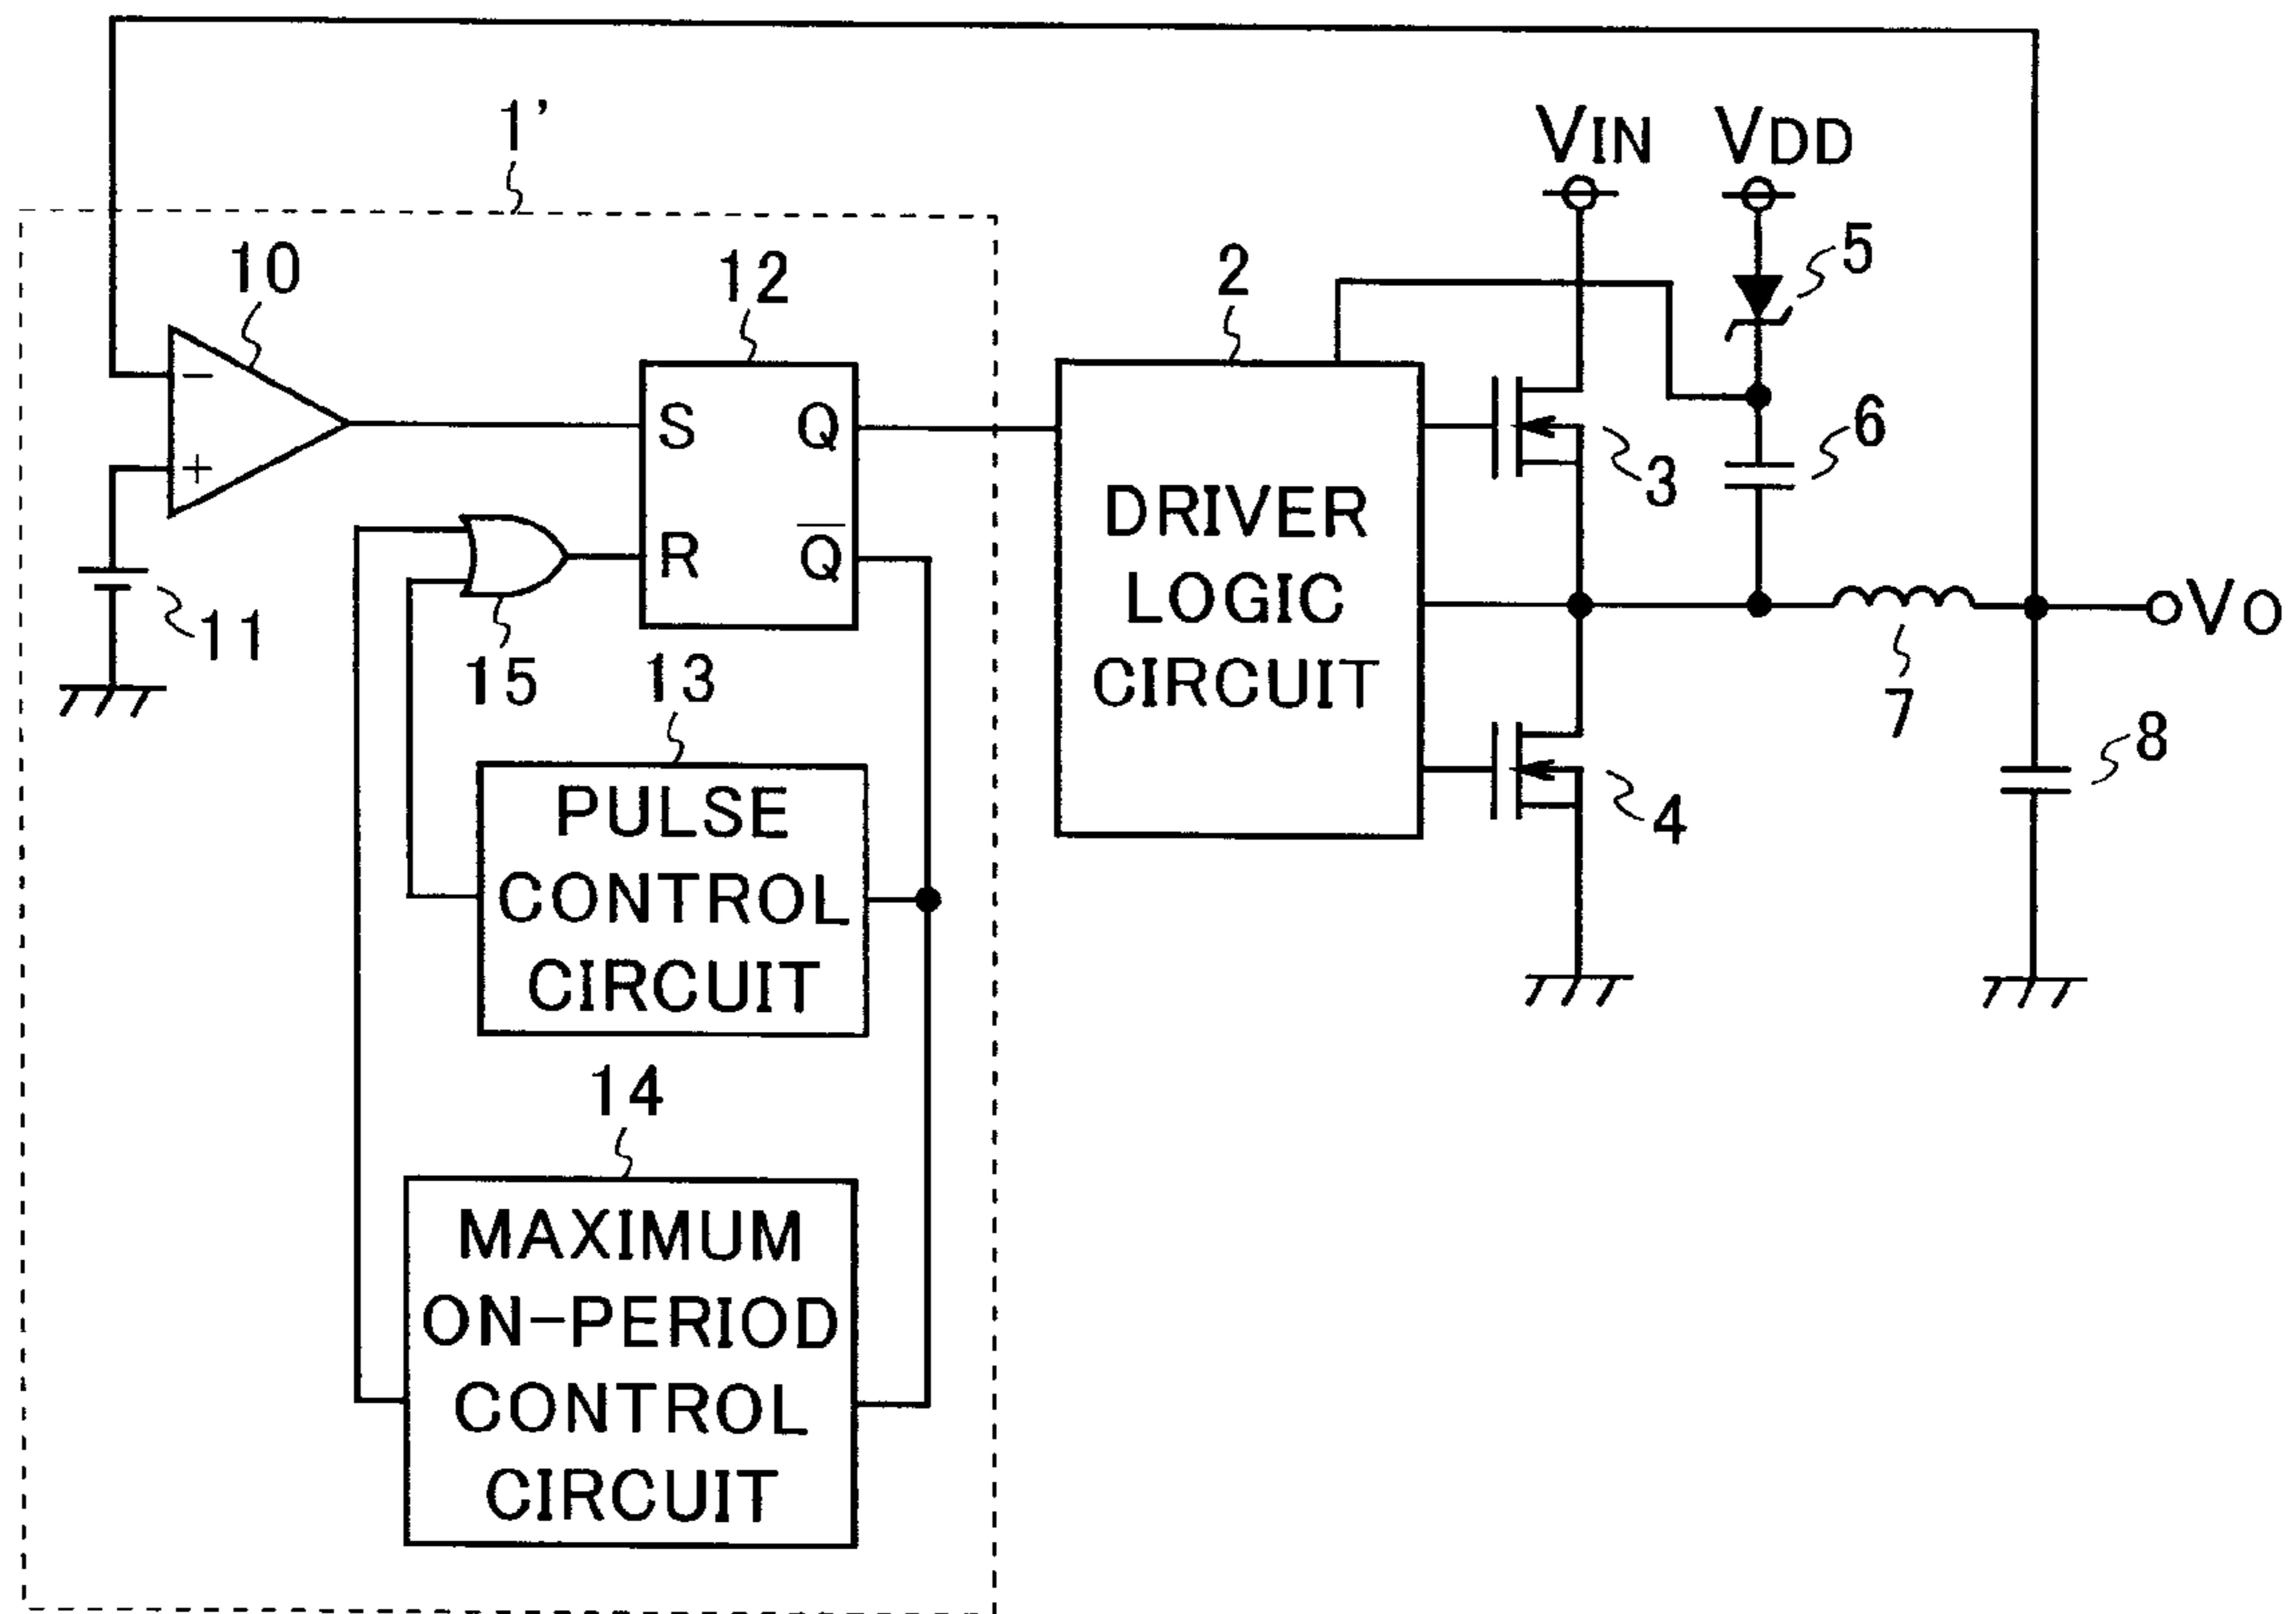 1'
VIN VDD
10
12
2
5
6
3
S Q
R Q
DRIVER
LOGIC
CIRCUIT
11
15
13
VO
7
8
4
PULSE
CONTROL
CIRCUIT
14
MAXIMUM
ON-PERIOD
CONTROL
CIRCUIT
- 
+